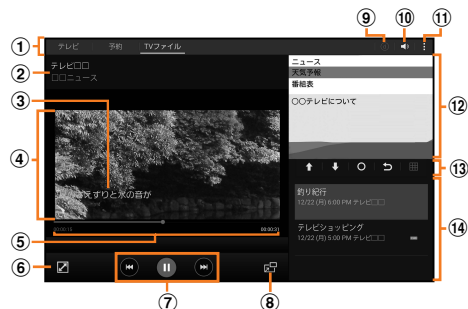 ⑨ ⑩ ⑪
① テレビ 予約 TVファイル
② テレビ□□
□□ニュース
③
④
えずりと水の音が
00:00:15 00:00:31
⑤
⑥ ⑦ ⑧
ニュース
天気予報
番組表
○○テレビについて
⑫
⑬
釣り紀行
12/22 (月) 6:00 PM テレビ□□
テレビショッピング
12/22 (月) 5:00 PM テレビ□□
⑭